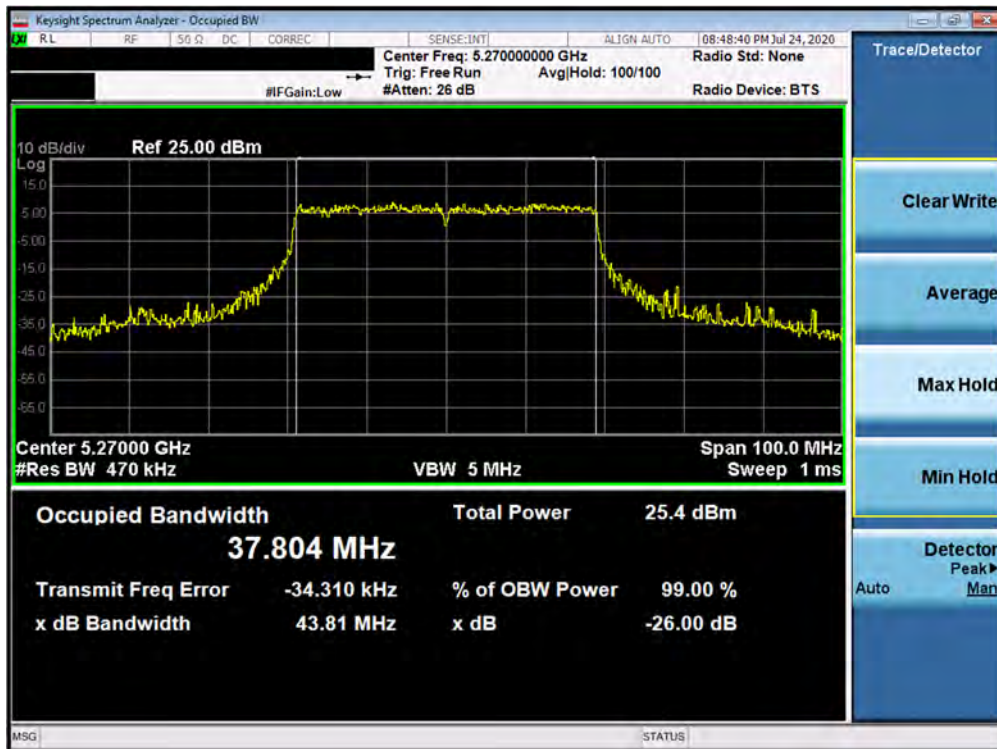 Keysight Spectrum Analyzer - Occupied BW
LXI RL RF 50 Ω DC CORREC SENSE:INT ALIGN AUTO 08:48:40 PM Jul 24, 2020
Center Freq: 5.270000000 GHz Radio Std: None
Trig: Free Run Avg|Hold: 100/100
#IFGain:Low #Atten: 26 dB Radio Device: BTS
10 dB/div Ref 25.00 dBm
Log
15.0
5.00
-5.00
-15.0
-25.0
-35.0
-45.0
-55.0
-65.0
Center 5.27000 GHz Span 100.0 MHz
#Res BW 470 kHz VBW 5 MHz Sweep 1 ms
Occupied Bandwidth Total Power 25.4 dBm
37.804 MHz
Transmit Freq Error -34.310 kHz % of OBW Power 99.00 %
x dB Bandwidth 43.81 MHz x dB -26.00 dB
MSG STATUS
Trace/Detector
Clear Write
Average
Max Hold
Min Hold
Detector
Peak▶
Auto Man